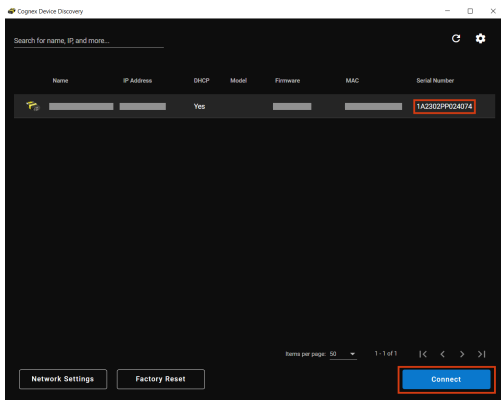 Cognex Device Discovery
Search for name, IP, and more...
Name IP Address DHCP Model Firmware MAC Serial Number
Yes 1A2302PP024074
Items per page: 50 1 - 1 of 1
Network Settings Factory Reset Connect